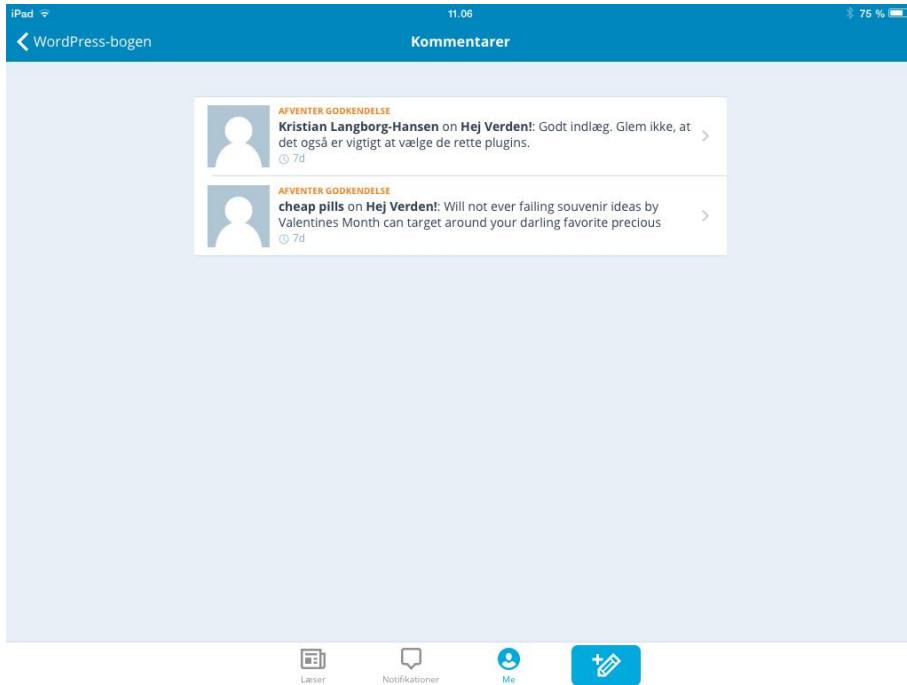 iPad 11.06 75 %
WordPress-bogen Kommentarer
AFVENTER GODKENDELSE
Kristian Langborg-Hansen on Hej Verden!: Godt indlæg. Glem ikke, at
det også er vigtigt at vælge de rette plugins.
7d
AFVENTER GODKENDELSE
cheap pills on Hej Verden!: Will not ever failing souvenir ideas by
Valentines Month can target around your darling favorite precious
7d
Læser Notifikationer Me